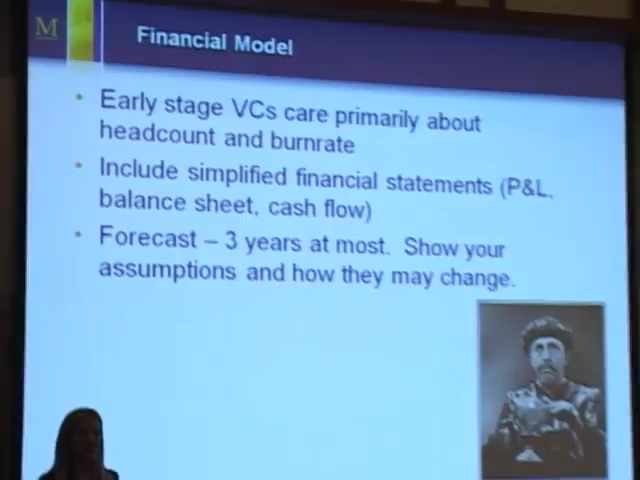 M
Financial Model
• Early stage VCs care primarily about
headcount and burnrate
• Include simplified financial statements (P&L,
balance sheet, cash flow)
• Forecast – 3 years at most. Show your
assumptions and how they may change.